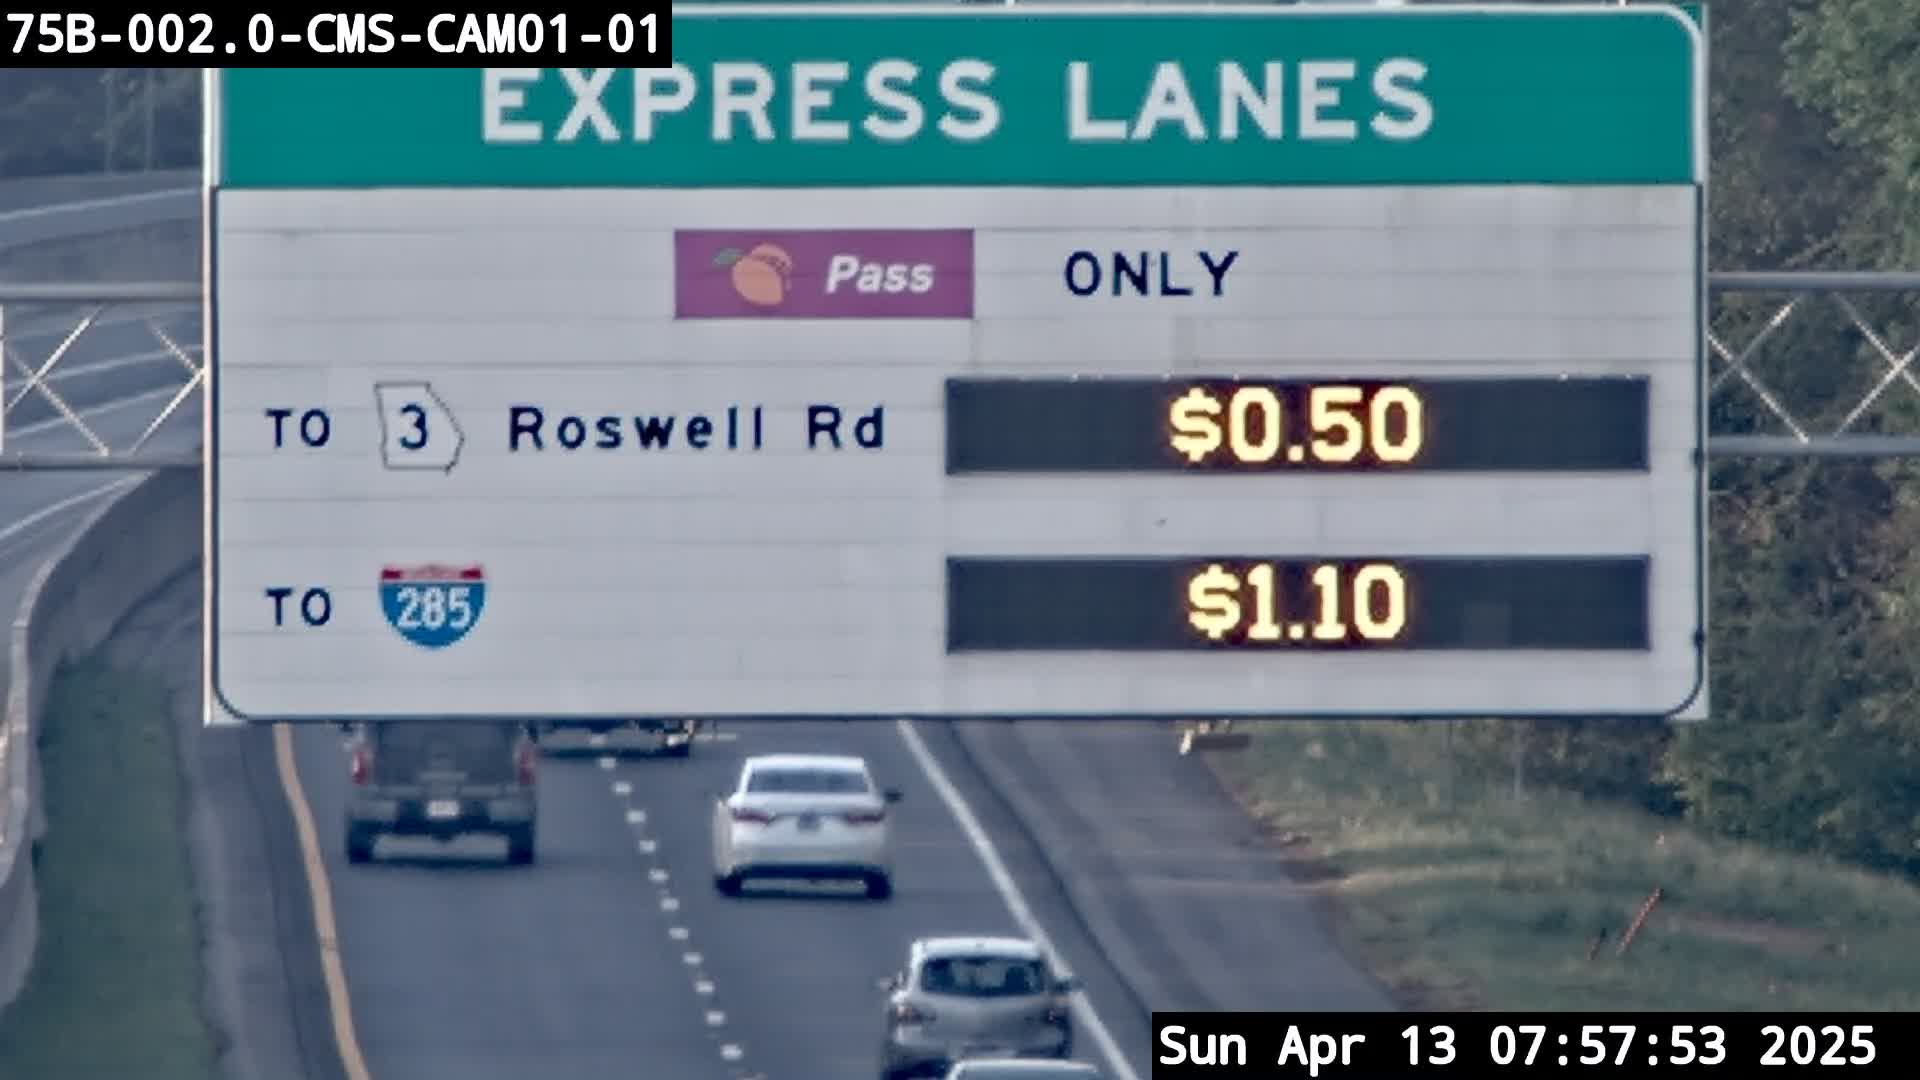 75B-002.0-CMS-CAM01-01
EXPRESS LANES
Pass ONLY
TO 3 Roswell Rd $0.50
TO 285 $1.10
Sun Apr 13 07:57:53 2025